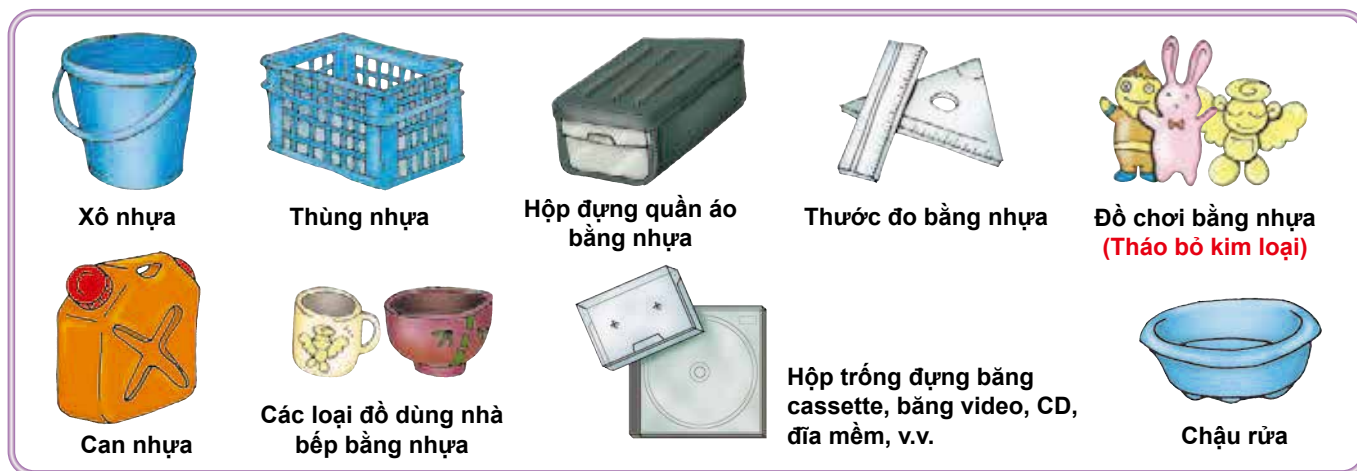 Xô nhựa
Thùng nhựa
Hộp đựng quần áo
bằng nhựa
Thước đo bằng nhựa
Đồ chơi bằng nhựa
(Tháo bỏ kim loại)
Can nhựa
Các loại đồ dùng nhà
bếp bằng nhựa
Hộp trống đựng băng
cassette, băng video, CD,
đĩa mềm, v.v.
Chậu rửa